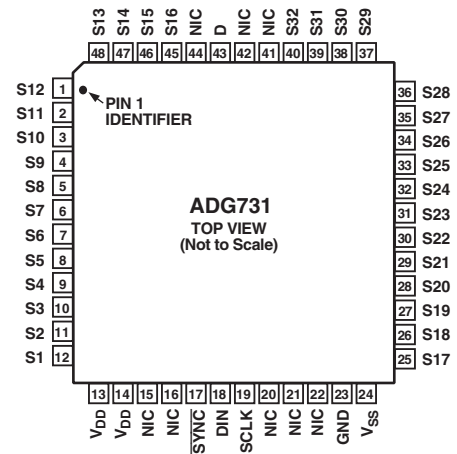 S13 S14 S15 S16 NIC D NIC NIC S32 S31 S30 S29
48 47 46 45 44 43 42 41 40 39 38 37
S12 1
S11 2
S10 3
S9 4
S8 5
S7 6
S6 7
S5 8
S4 9
S3 10
S2 11
S1 12
PIN 1
IDENTIFIER
ADG731
TOP VIEW
(Not to Scale)
36 S28
35 S27
34 S26
33 S25
32 S24
31 S23
30 S22
29 S21
28 S20
27 S19
26 S18
25 S17
13 14 15 16 17 18 19 20 21 22 23 24
VDD VDD NIC NIC SYNC DIN SCLK NIC NIC NIC GND VSS